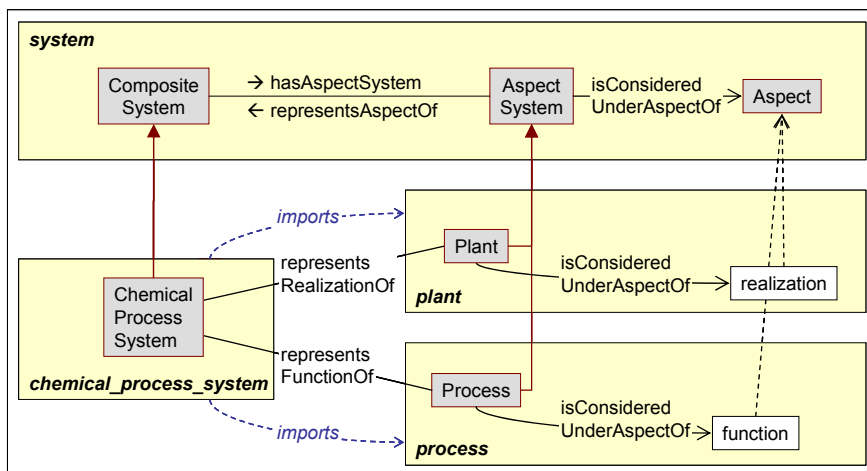 system
Composite
System
→ hasAspectSystem
← representsAspectOf
Aspect
System
isConsidered
UnderAspectOf
Aspect
imports
Plant
isConsidered
UnderAspectOf
realization
plant
represents
RealizationOf
Chemical
Process
System
chemical_process_system
represents
FunctionOf
imports
Process
isConsidered
UnderAspectOf
function
process